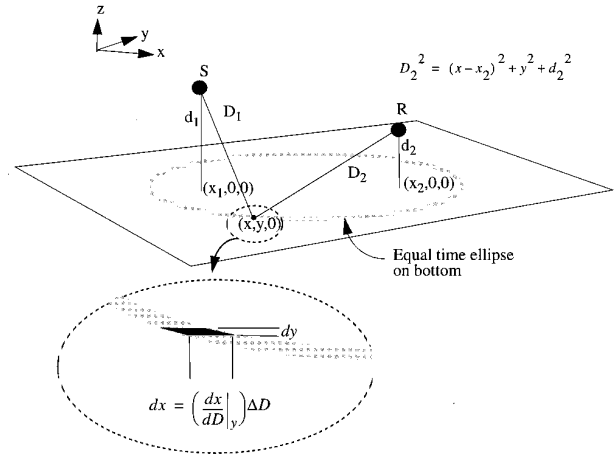 z
y
x
S
D₂² = (x – x₂)² + y² + d₂²
d₁
D₁
R
d₂
D₂
(x₁,0,0)
(x₂,0,0)
(x,y,0)
Equal time ellipse
on bottom
dy
dx = (dx/dD|y)ΔD